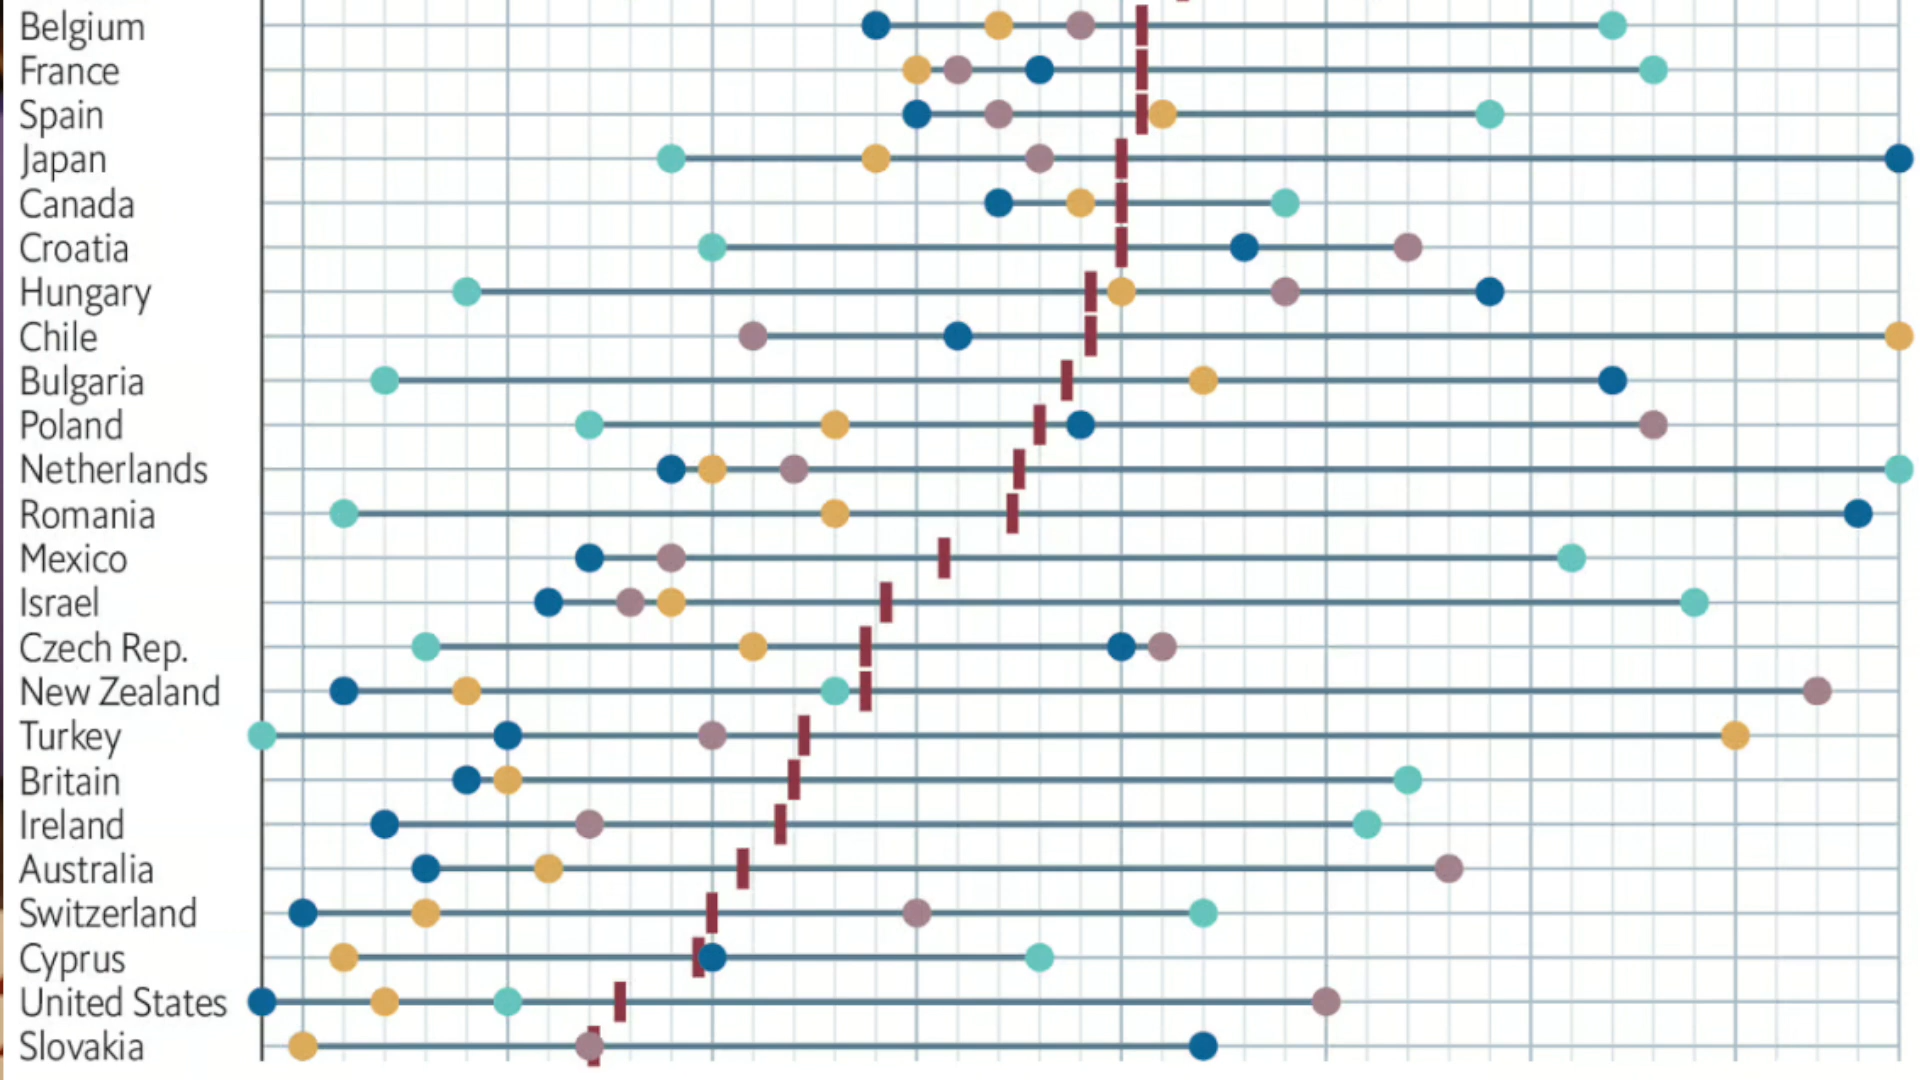 Belgium
France
Spain
Japan
Canada
Croatia
Hungary
Chile
Bulgaria
Poland
Netherlands
Romania
Mexico
Israel
Czech Rep.
New Zealand
Turkey
Britain
Ireland
Australia
Switzerland
Cyprus
United States
Slovakia